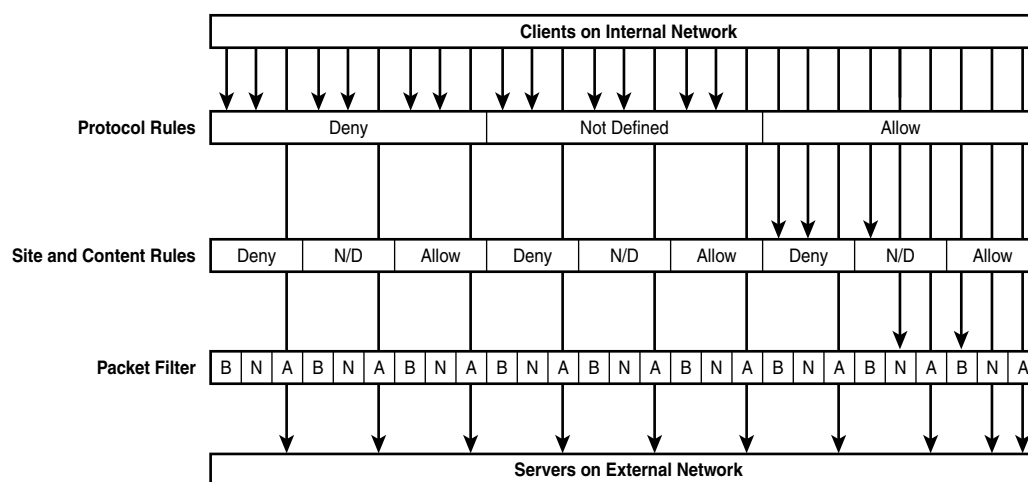 Clients on Internal Network
Protocol Rules Deny Not Defined Allow
Site and Content Rules Deny N/D Allow Deny N/D Allow Deny N/D Allow
Packet Filter B N A B N A B N A B N A B N A B N A B N A B N A B N A
Servers on External Network